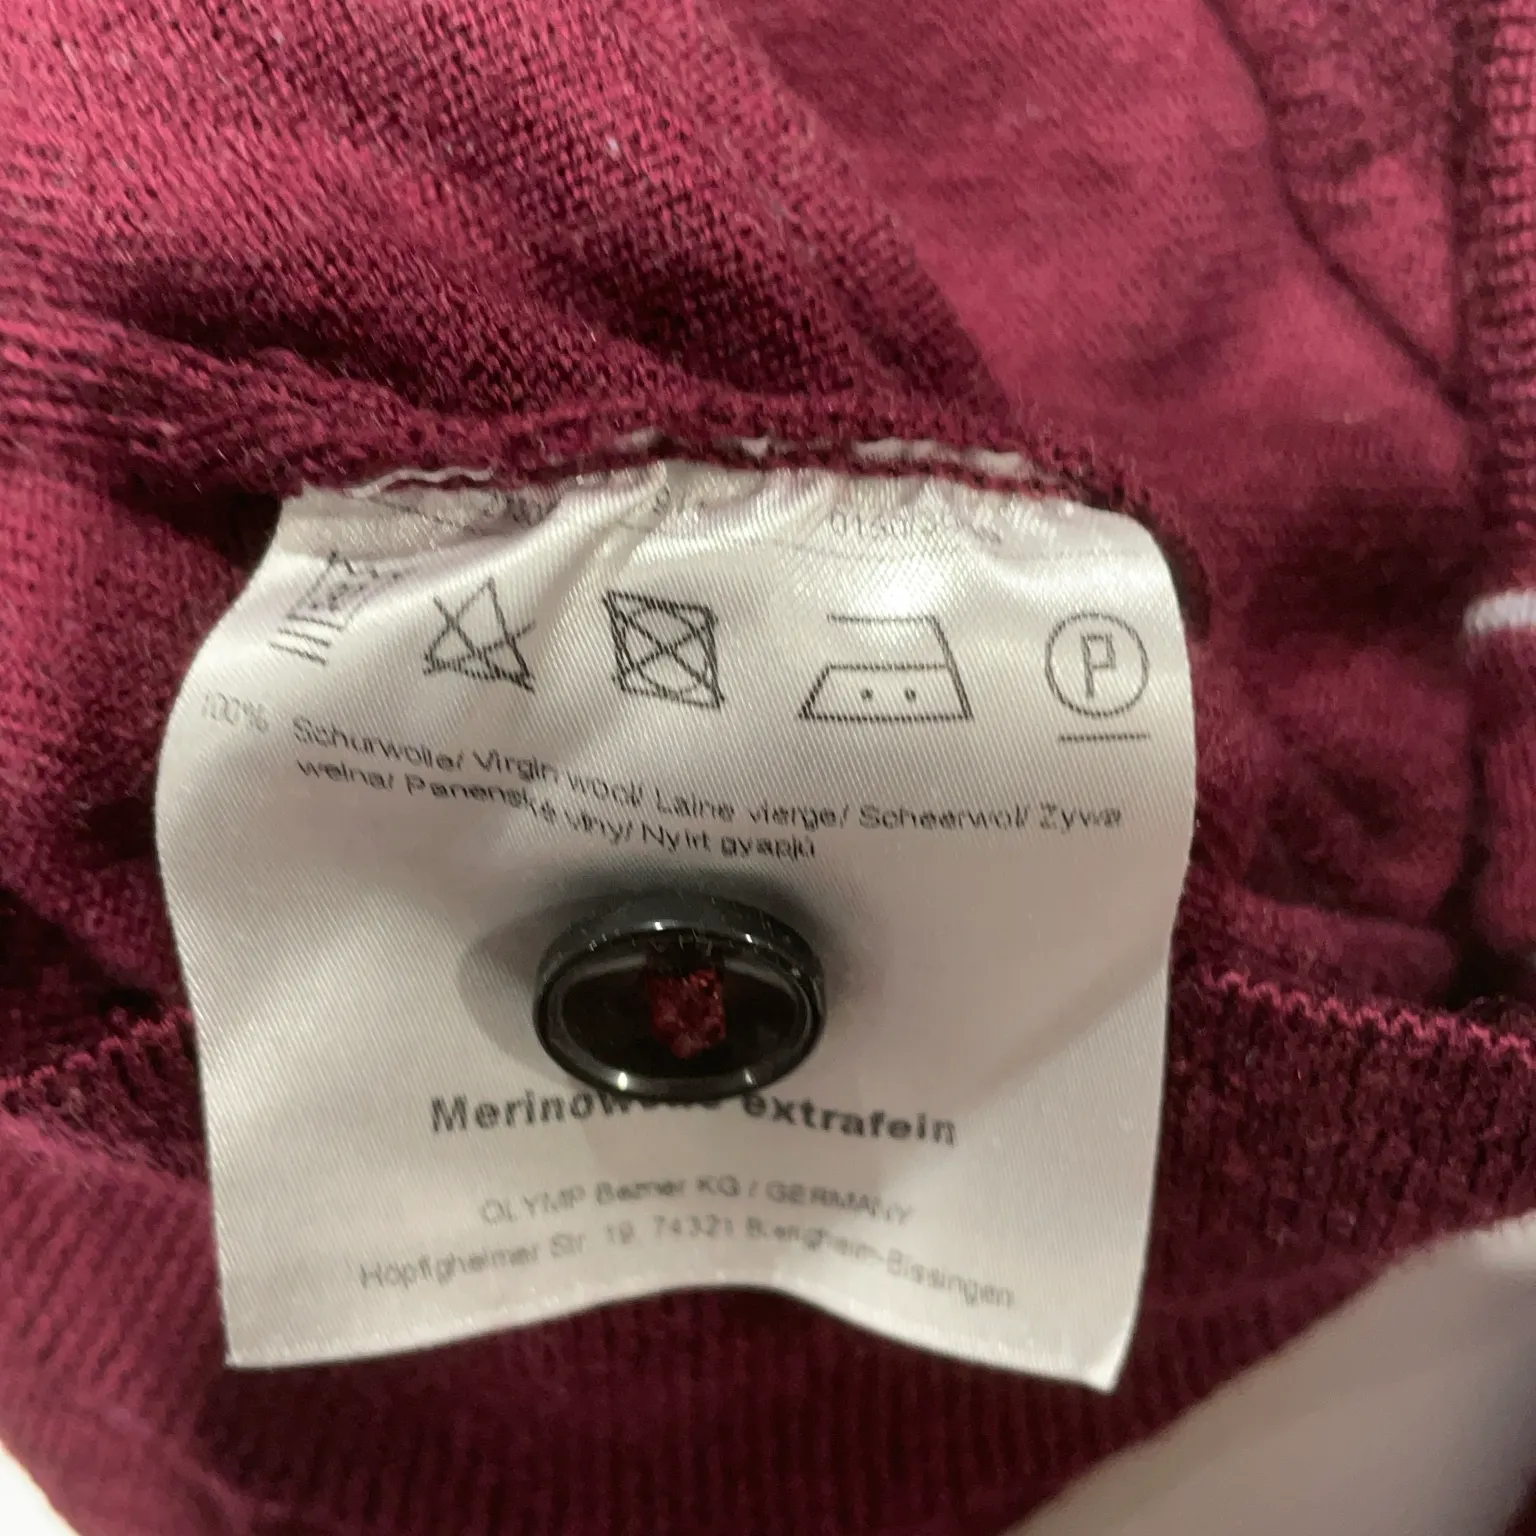 100% Schurwolle/ Virgin wool/ Laine vierge/ Scheerwol/ Żywa
wełna/ Panenské vlny/ Nyírt gyapjú
extrafein
OLYMP Bezner KG / GERMANY
Höpfigheimer Str. 19, 74321 Bietigheim-Bissingen
P